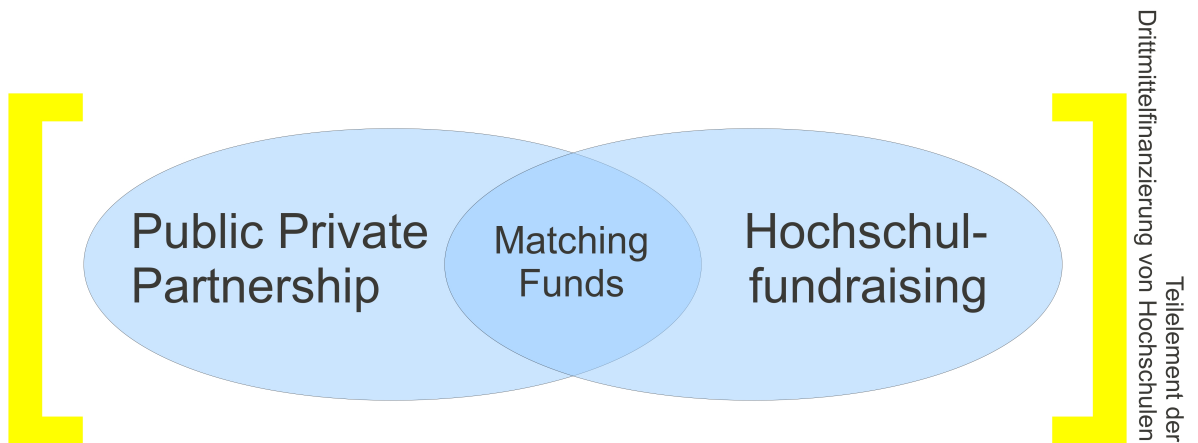 Public Private
Partnership
Matching
Funds
Hochschul-
fundraising
Teilelement der
Drittmittelfinanzierung von Hochschulen